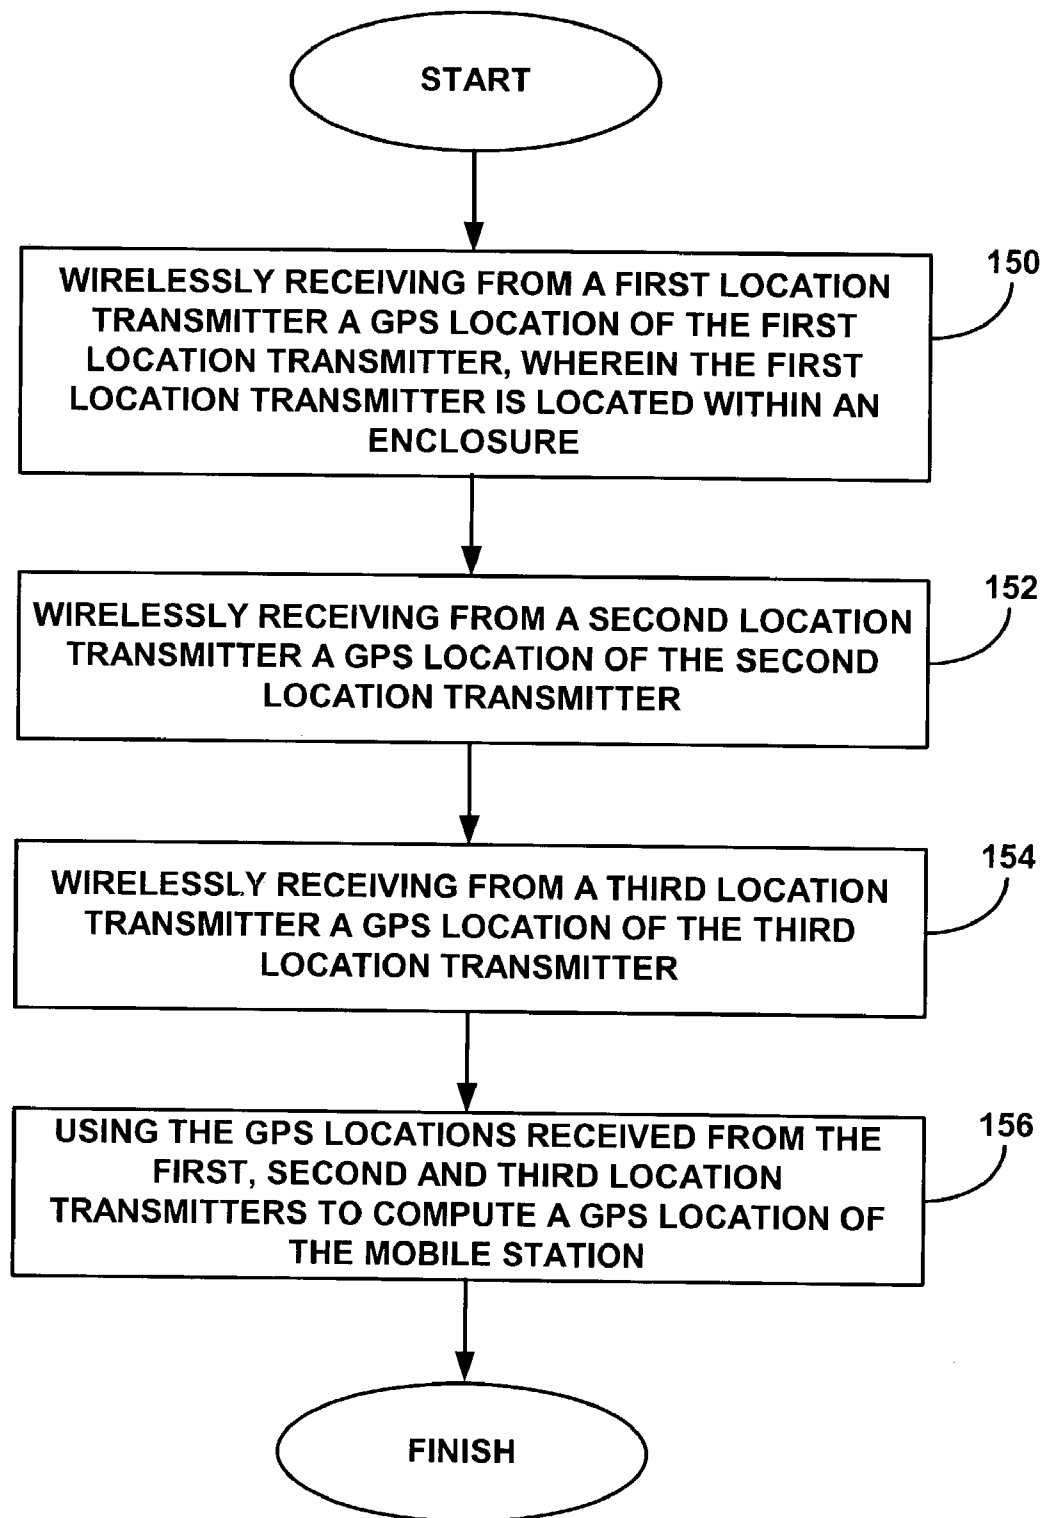 START
WIRELESSLY RECEIVING FROM A FIRST LOCATION
TRANSMITTER A GPS LOCATION OF THE FIRST
LOCATION TRANSMITTER, WHEREIN THE FIRST
LOCATION TRANSMITTER IS LOCATED WITHIN AN
ENCLOSURE
150
WIRELESSLY RECEIVING FROM A SECOND LOCATION
TRANSMITTER A GPS LOCATION OF THE SECOND
LOCATION TRANSMITTER
152
WIRELESSLY RECEIVING FROM A THIRD LOCATION
TRANSMITTER A GPS LOCATION OF THE THIRD
LOCATION TRANSMITTER
154
USING THE GPS LOCATIONS RECEIVED FROM THE
FIRST, SECOND AND THIRD LOCATION
TRANSMITTERS TO COMPUTE A GPS LOCATION OF
THE MOBILE STATION
156
FINISH